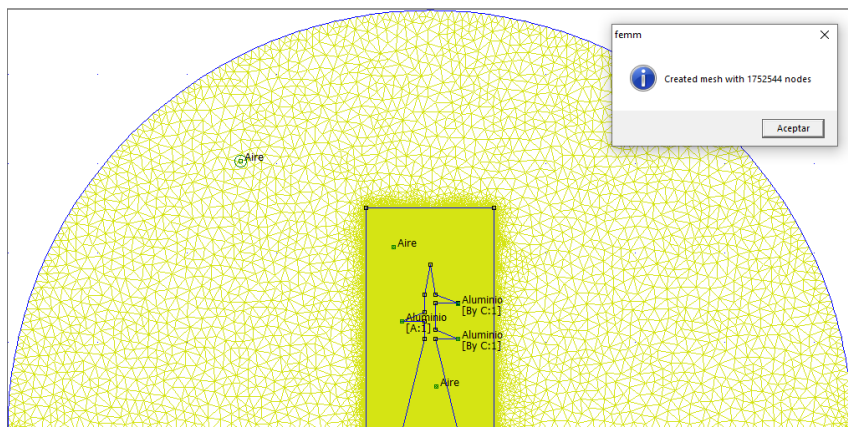 femm
Created mesh with 1752544 nodes
Aceptar
Aire
Aire
Aluminio
[By C:1]
Aluminio
[A:1]
Aluminio
[By C:1]
Aire